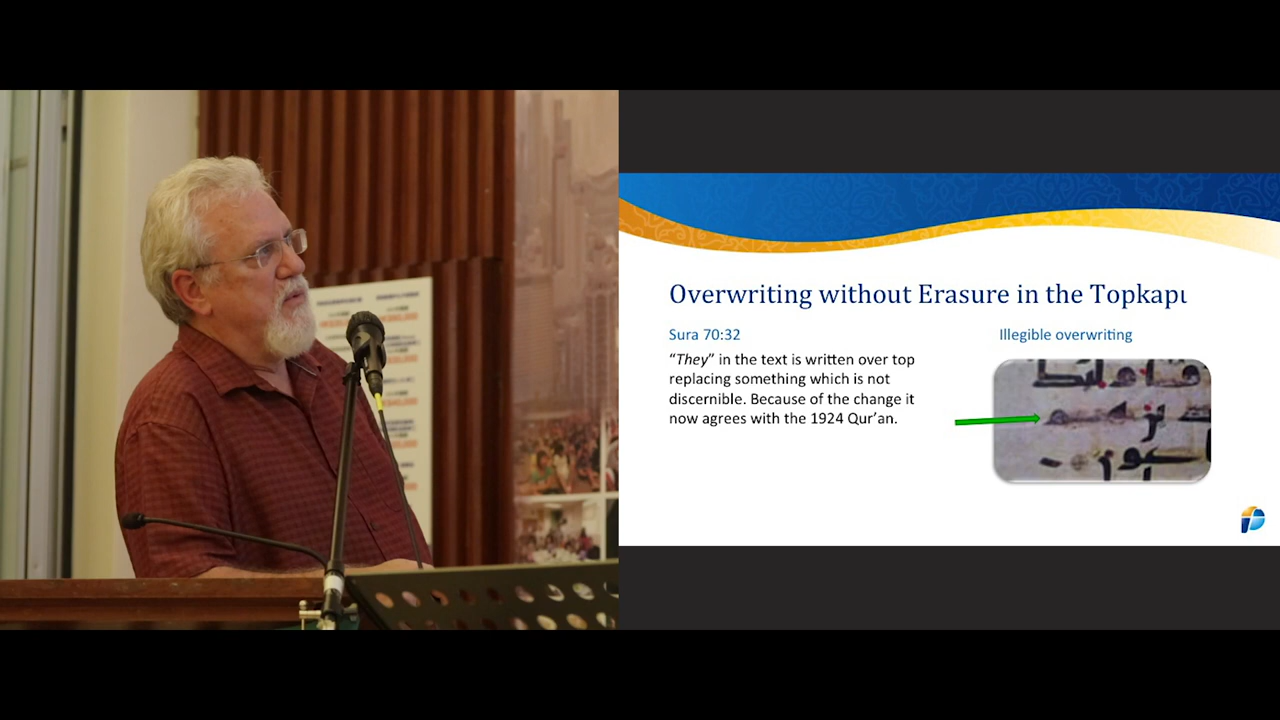 Overwriting without Erasure in the Topkapı
Sura 70:32
Illegible overwriting
“They” in the text is written over top
replacing something which is not
discernible. Because of the change it
now agrees with the 1924 Qur’an.